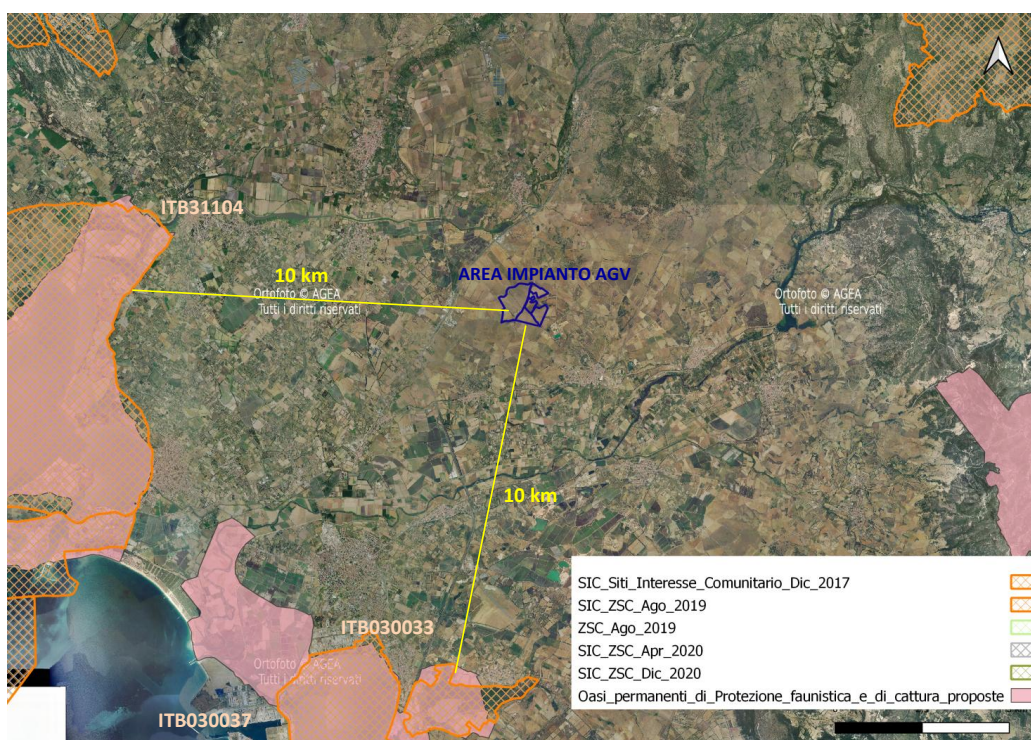 ITB31104
AREA IMPIANTO AGV
10 km
Ortofoto © AGEA
Tutti i diritti riservati
Ortofoto © AGEA
Tutti i diritti riservati
10 km
SIC_Siti_Interesse_Comunitario_Dic_2017
SIC_ZSC_Ago_2019
ZSC_Ago_2019
SIC_ZSC_Apr_2020
SIC_ZSC_Dic_2020
Oasi_permanenti_di_Protezione_faunistica_e_di_cattura_proposte
ITB030033
Ortofoto © AGEA
Tutti i diritti riservati
ITB030037